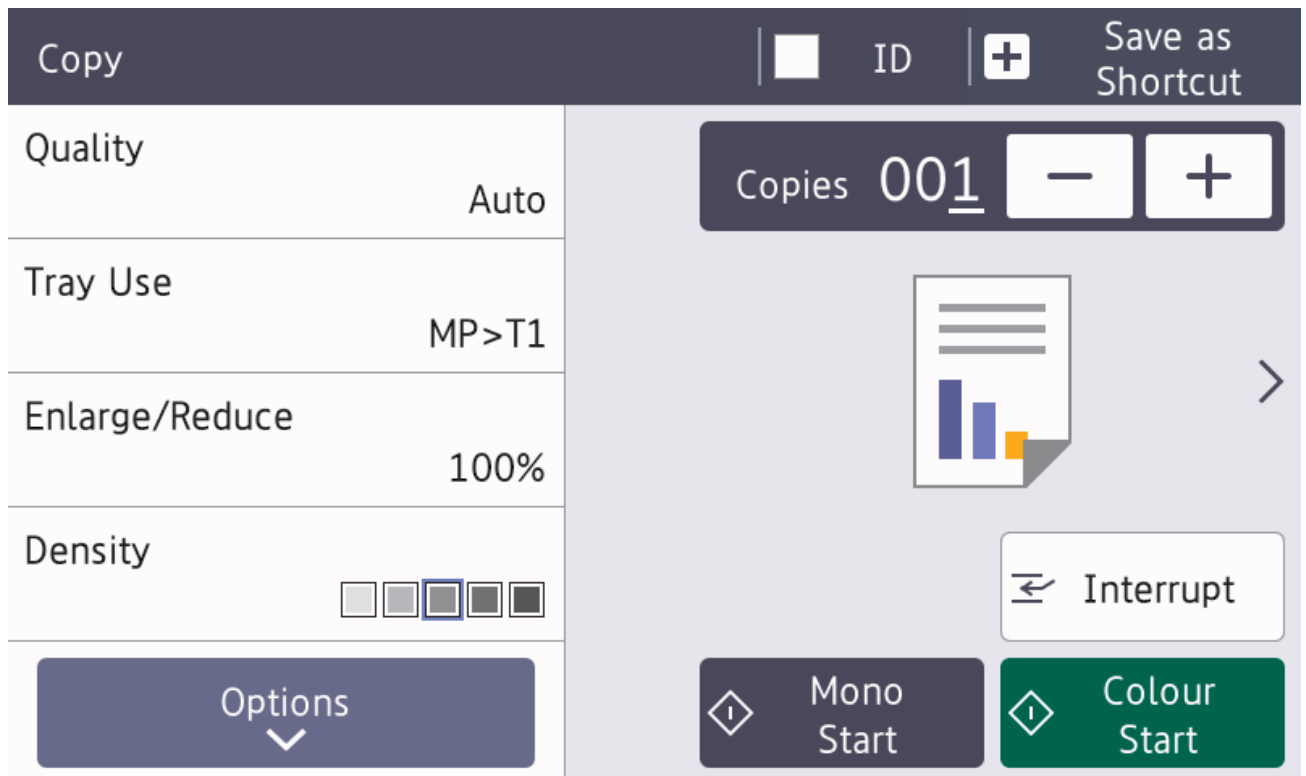 Copy
ID
Save as
Shortcut
Quality
Auto
Tray Use
MP>T1
Enlarge/Reduce
100%
Density
Options
Copies 001
Interrupt
Mono
Start
Colour
Start